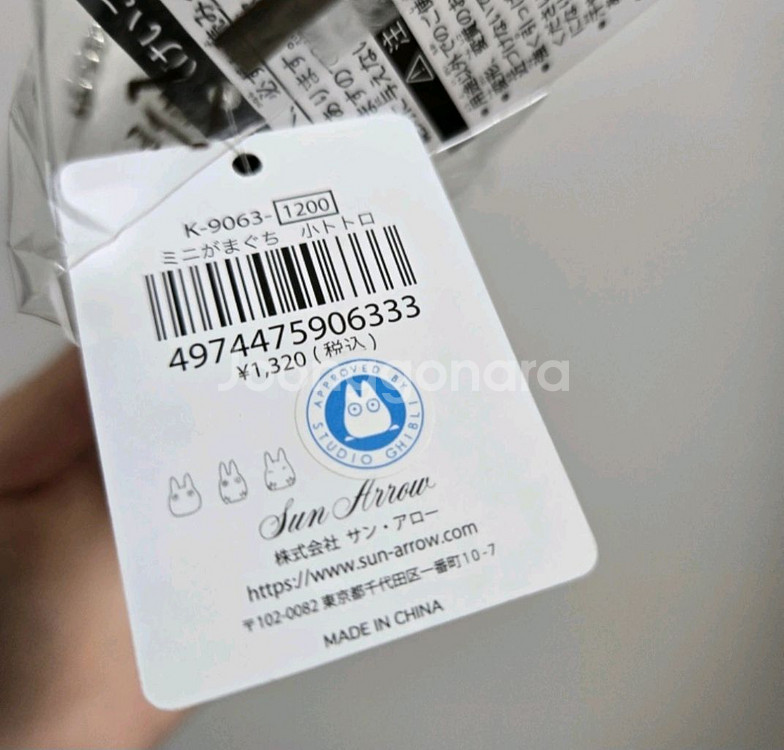 K-9063-1200
ミニがまぐち 小トトロ
4974475906333
¥1,320(税込)
APPROVED BY
STUDIO GHIBLI
Sun Arrow
株式会社 サン・アロー
https://www.sun-arrow.com
〒102-0082 東京都千代田区一番町10-7
MADE IN CHINA
注
Joonggonara